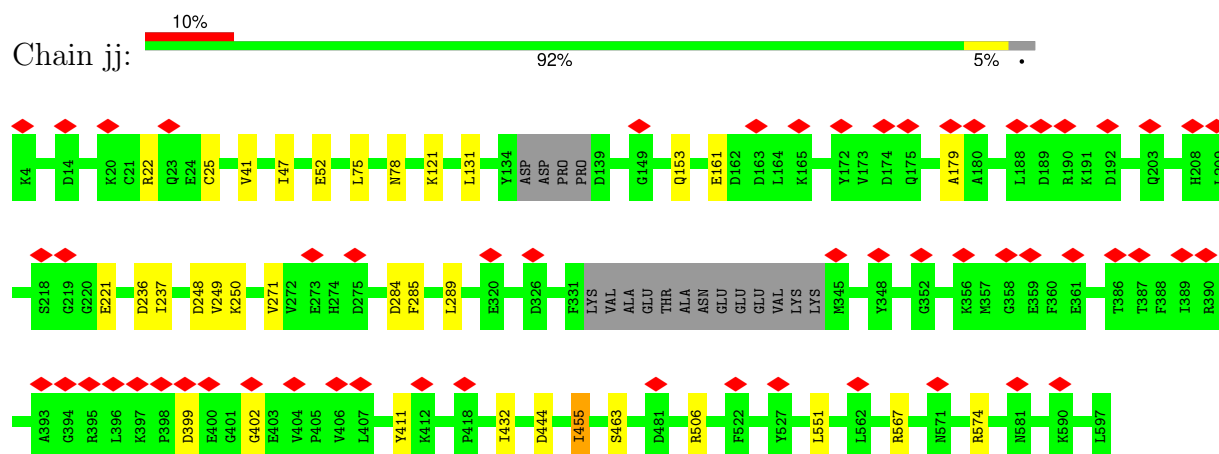 10%
Chain jj:
92% 5% •
K4 D14 K20 C21 R22 Q23 E24 C25 V41 I47 E52 L75 N78 K121 L131 Y134 ASP ASP PRO PRO D139 G149 Q153 E161 D162 D163 L164 K165 Y172 V173 D174 Q175 A179 A180 L188 D189 R190 K191 D192 Q203 H208
S218 G219 G220 E221 D236 I237 D248 V249 K250 V271 V272 E273 H274 D275 D284 F285 L289 E320 D326 F331 LYS VAL ALA GLU THR ALA ASN GLU GLU GLU VAL LYS LYS M345 Y348 G352 K356 M357 G358 E359 F360 E361 T386 T387 F388 I389 R390
A393 G394 R395 L396 K397 P398 D399 E400 G401 G402 E403 V404 P405 V406 L407 Y411 K412 P418 I432 D444 I455 S463 D481 R506 F522 Y527 L551 L562 R567 N571 R574 N581 K590 L597